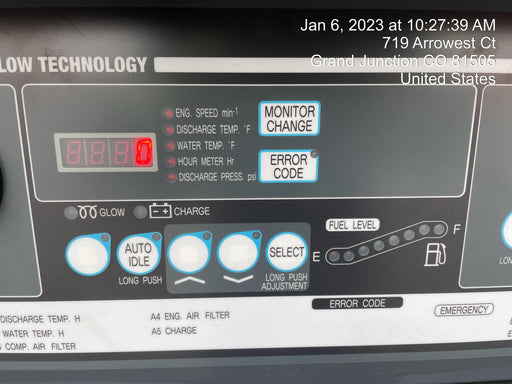 Jan 6, 2023 at 10:27:39 AM
719 Arrowest Ct
Grand Junction CO 81505
United States
LOW TECHNOLOGY
ENG. SPEED min-1
DISCHARGE TEMP. °F
WATER TEMP. °F
HOUR METER Hr
DISCHARGE PRESS. psi
MONITOR
CHANGE
ERROR
CODE
0
GLOW
CHARGE
AUTO
IDLE
SELECT
LONG PUSH
LONG PUSH
ADJUSTMENT
FUEL LEVEL
E
F
ERROR CODE
EMERGENCY
DISCHARGE TEMP. H
WATER TEMP. H
COMP. AIR FILTER
A4 ENG. AIR FILTER
A5 CHARGE